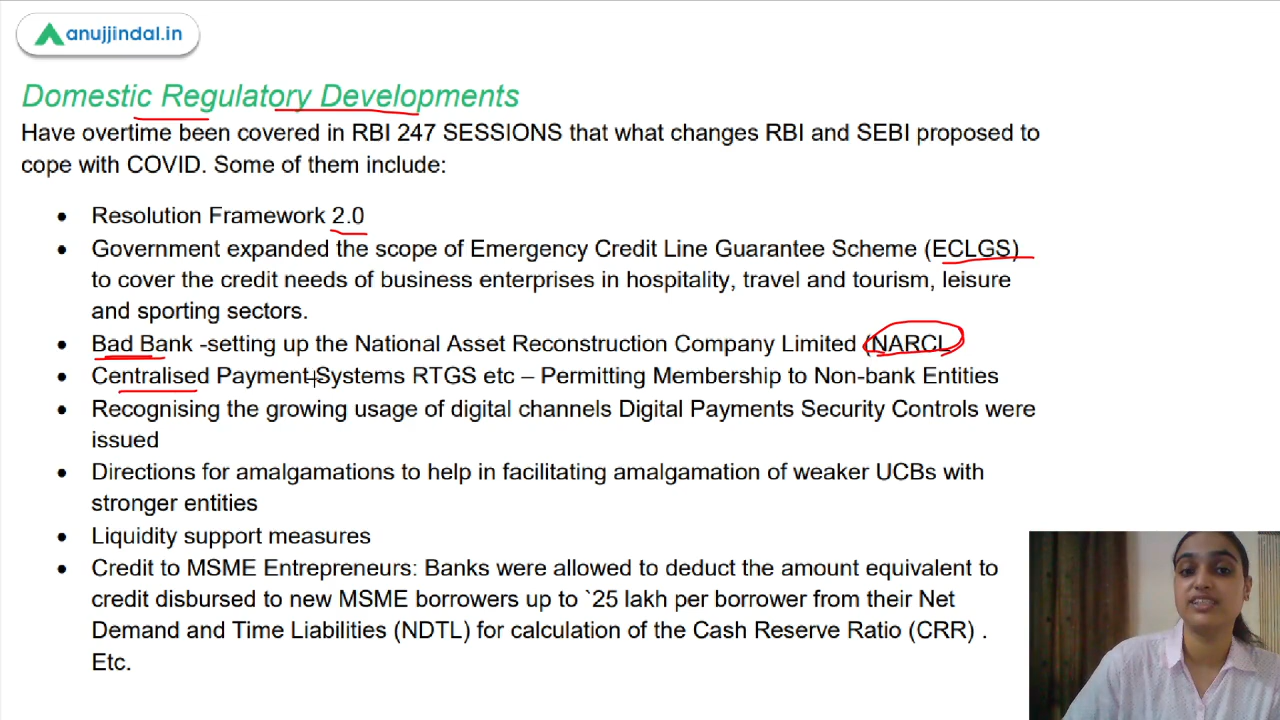 anujjindal.in
Domestic Regulatory Developments
Have overtime been covered in RBI 247 SESSIONS that what changes RBI and SEBI proposed to
cope with COVID. Some of them include:
• Resolution Framework 2.0
• Government expanded the scope of Emergency Credit Line Guarantee Scheme (ECLGS)
to cover the credit needs of business enterprises in hospitality, travel and tourism, leisure
and sporting sectors.
• Bad Bank -setting up the National Asset Reconstruction Company Limited (NARCL
• Centralised Payment Systems RTGS etc – Permitting Membership to Non-bank Entities
• Recognising the growing usage of digital channels Digital Payments Security Controls were
issued
• Directions for amalgamations to help in facilitating amalgamation of weaker UCBs with
stronger entities
• Liquidity support measures
• Credit to MSME Entrepreneurs: Banks were allowed to deduct the amount equivalent to
credit disbursed to new MSME borrowers up to `25 lakh per borrower from their Net
Demand and Time Liabilities (NDTL) for calculation of the Cash Reserve Ratio (CRR) .
Etc.